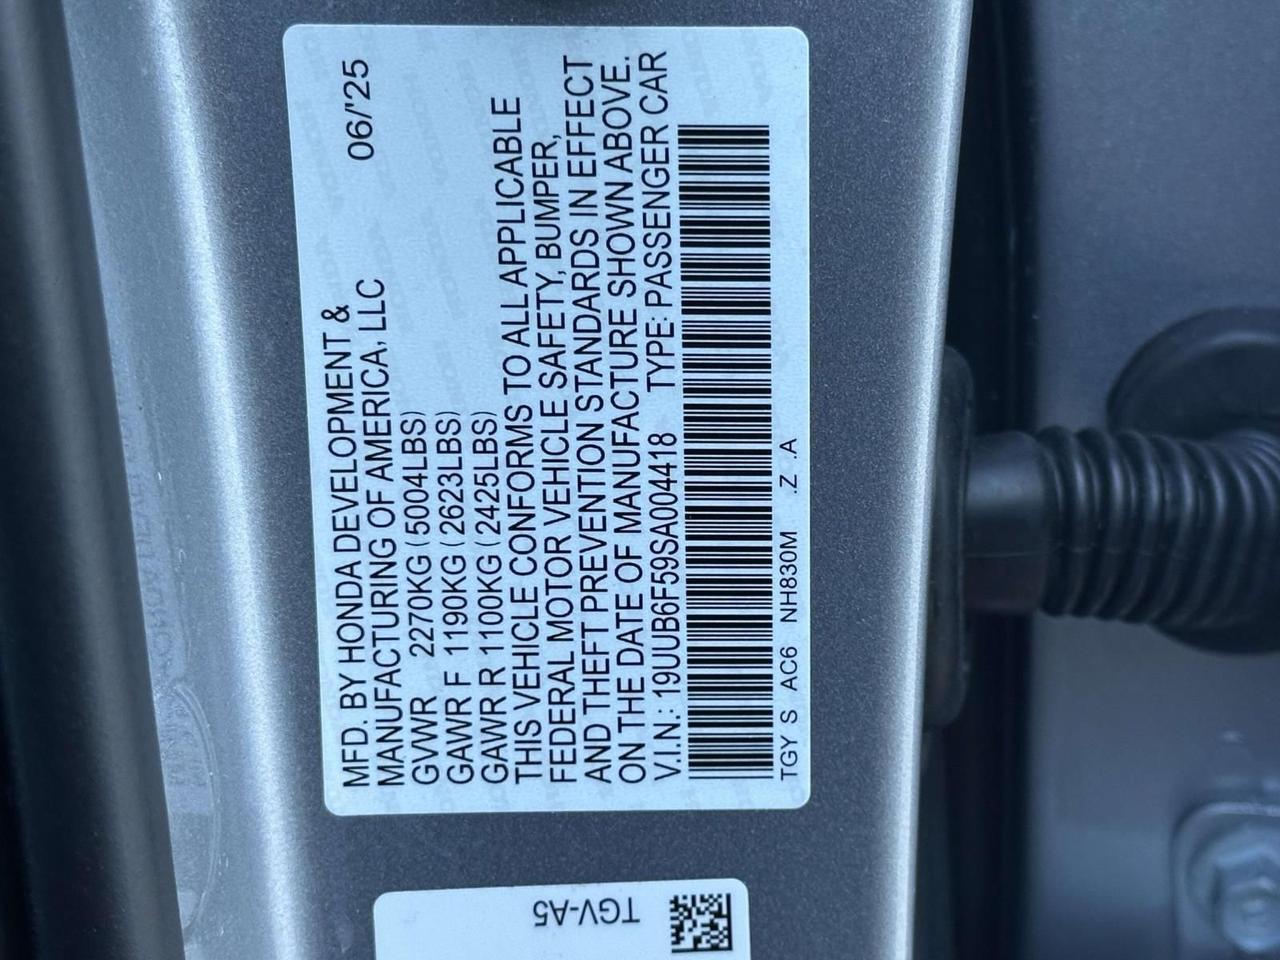 MFD. BY HONDA DEVELOPMENT &
MANUFACTURING OF AMERICA, LLC 06/'25
GVWR 2270KG (5004LBS)
GAWR F 1190KG (2623LBS)
GAWR R 1100KG (2425LBS)
THIS VEHICLE CONFORMS TO ALL APPLICABLE
FEDERAL MOTOR VEHICLE SAFETY, BUMPER,
AND THEFT PREVENTION STANDARDS IN EFFECT
ON THE DATE OF MANUFACTURE SHOWN ABOVE.
V.I.N.: 19UUB6F59SA004418 TYPE: PASSENGER CAR
TGY S AC6 NH830M .Z .A
TGV-A5